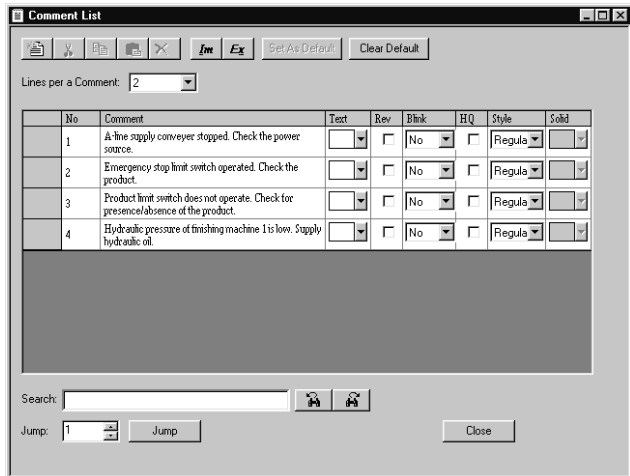 Comment List
Im Ex Set As Default Clear Default
Lines per a Comment: 2
No Comment Text Rev Blink HQ Style Solid
1 A-line supply conveyer stopped. Check the power
source.
No Regula
2 Emergency stop limit switch operated. Check the
product.
No Regula
3 Product limit switch does not operate. Check for
presence/absence of the product.
No Regula
4 Hydraulic pressure of finishing machine 1 is low. Supply
hydraulic oil.
No Regula
Search:
Jump: 1 Jump Close